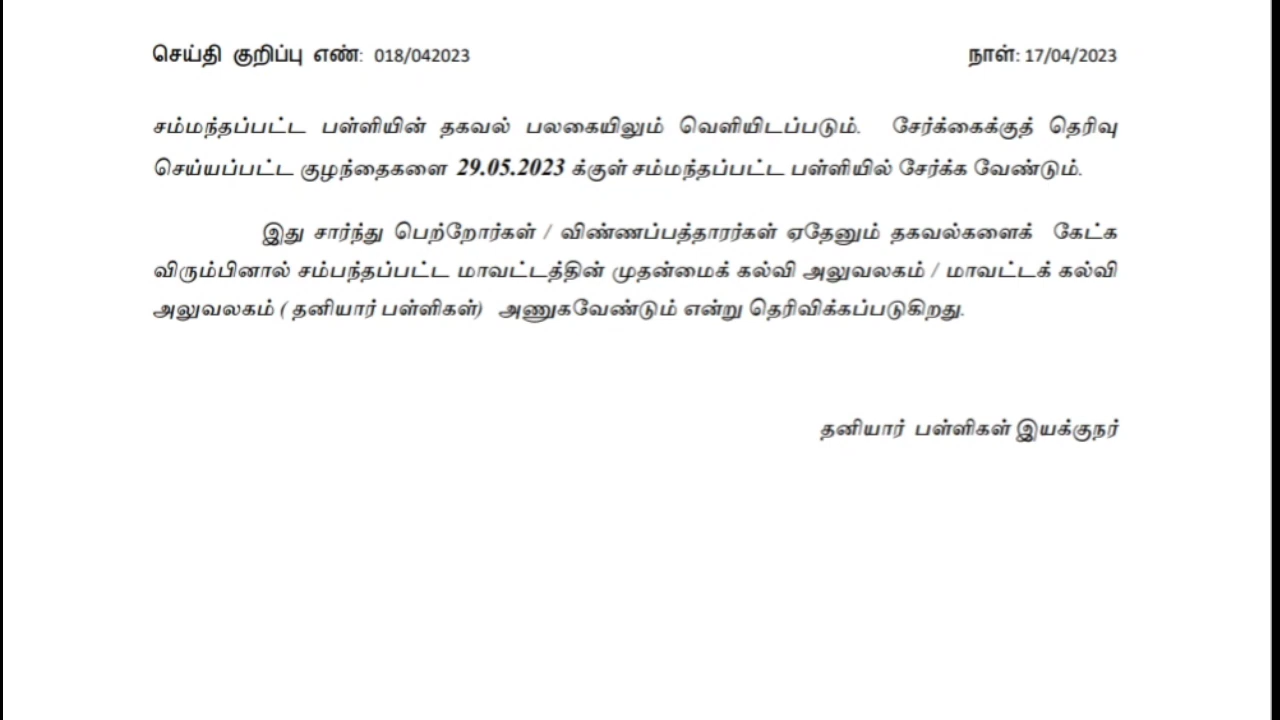 செய்தி குறிப்பு எண்: 018/042023 நாள்: 17/04/2023
சம்மந்தப்பட்ட பள்ளியின் தகவல் பலகையிலும் வெளியிடப்படும். சேர்க்கைக்குத் தெரிவு
செய்யப்பட்ட குழந்தைகளை 29.05.2023 க்குள் சம்மந்தப்பட்ட பள்ளியில் சேர்க்க வேண்டும்.
இது சார்ந்து பெற்றோர்கள் / விண்ணப்பத்தாரர்கள் ஏதேனும் தகவல்களைக் கேட்க
விரும்பினால் சம்பந்தப்பட்ட மாவட்டத்தின் முதன்மைக் கல்வி அலுவலகம் / மாவட்டக் கல்வி
அலுவலகம் ( தனியார் பள்ளிகள்) அணுகவேண்டும் என்று தெரிவிக்கப்படுகிறது.
தனியார் பள்ளிகள் இயக்குநர்